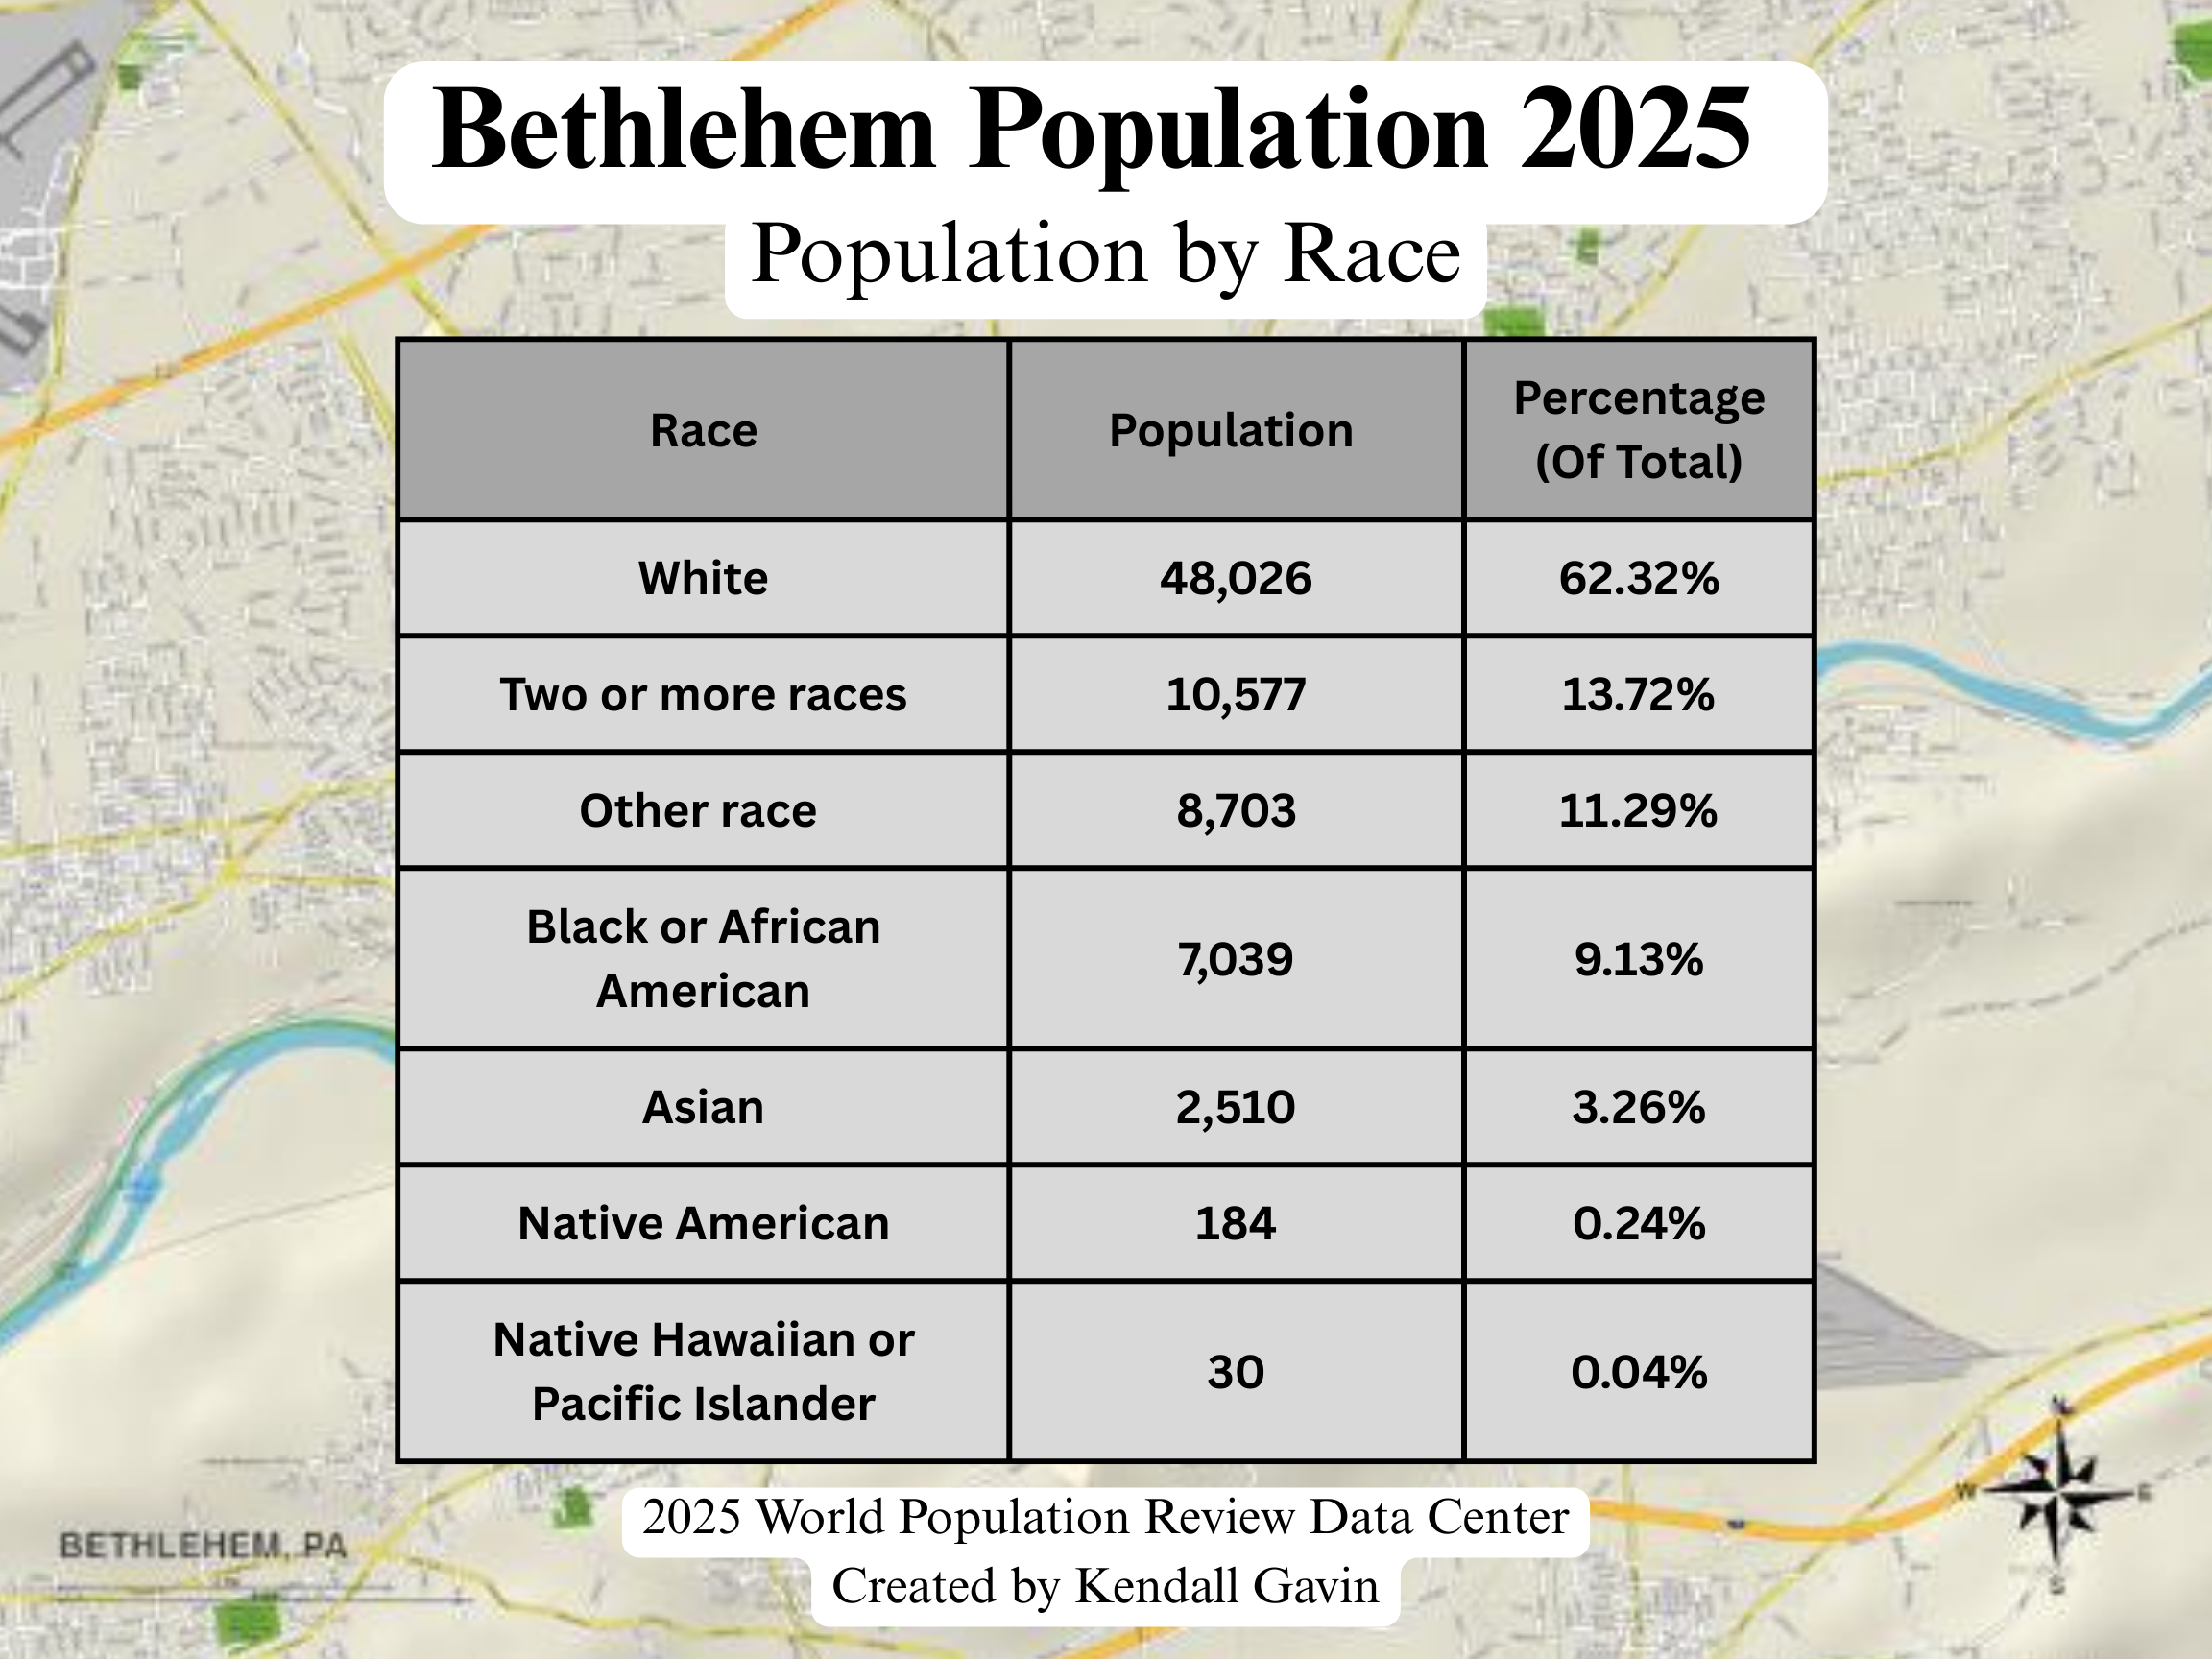 Bethlehem Population 2025
Population by Race
Race Population Percentage
(Of Total)
White 48,026 62.32%
Two or more races 10,577 13.72%
Other race 8,703 11.29%
Black or African
American 7,039 9.13%
Asian 2,510 3.26%
Native American 184 0.24%
Native Hawaiian or
Pacific Islander 30 0.04%
2025 World Population Review Data Center
Created by Kendall Gavin
BETHLEHEM, PA
N
W E
S